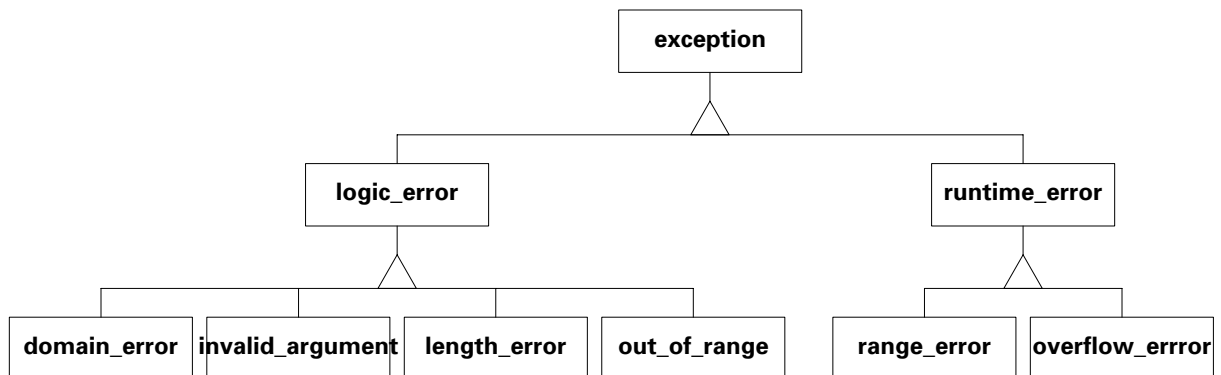 exception
logic_error
runtime_error
domain_error
invalid_argument
length_error
out_of_range
range_error
overflow_errror